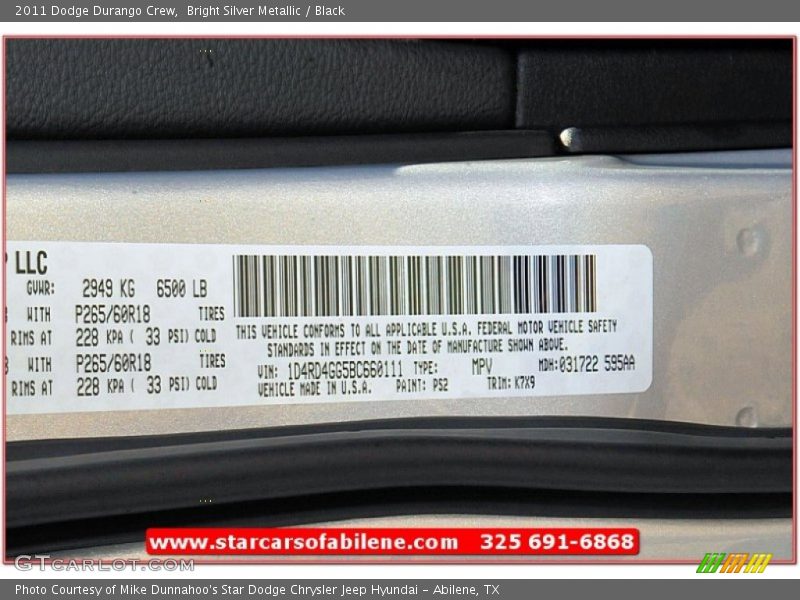 2011 Dodge Durango Crew, Bright Silver Metallic / Black
LLC
GVWR: 2949 KG 6500 LB
WITH P265/60R18 TIRES
RIMS AT 228 KPA ( 33 PSI) COLD
WITH P265/60R18 TIRES
RIMS AT 228 KPA ( 33 PSI) COLD
THIS VEHICLE CONFORMS TO ALL APPLICABLE U.S.A. FEDERAL MOTOR VEHICLE SAFETY
STANDARDS IN EFFECT ON THE DATE OF MANUFACTURE SHOWN ABOVE.
VIN: 1D4RD4GG5BC660111 TYPE: MPV MDH:031722 595AA
VEHICLE MADE IN U.S.A. PAINT: PS2 TRIM: K7X9
www.starcarsofabilene.com 325 691-6868
GTCARLOT.COM
Photo Courtesy of Mike Dunnahoo's Star Dodge Chrysler Jeep Hyundai - Abilene, TX